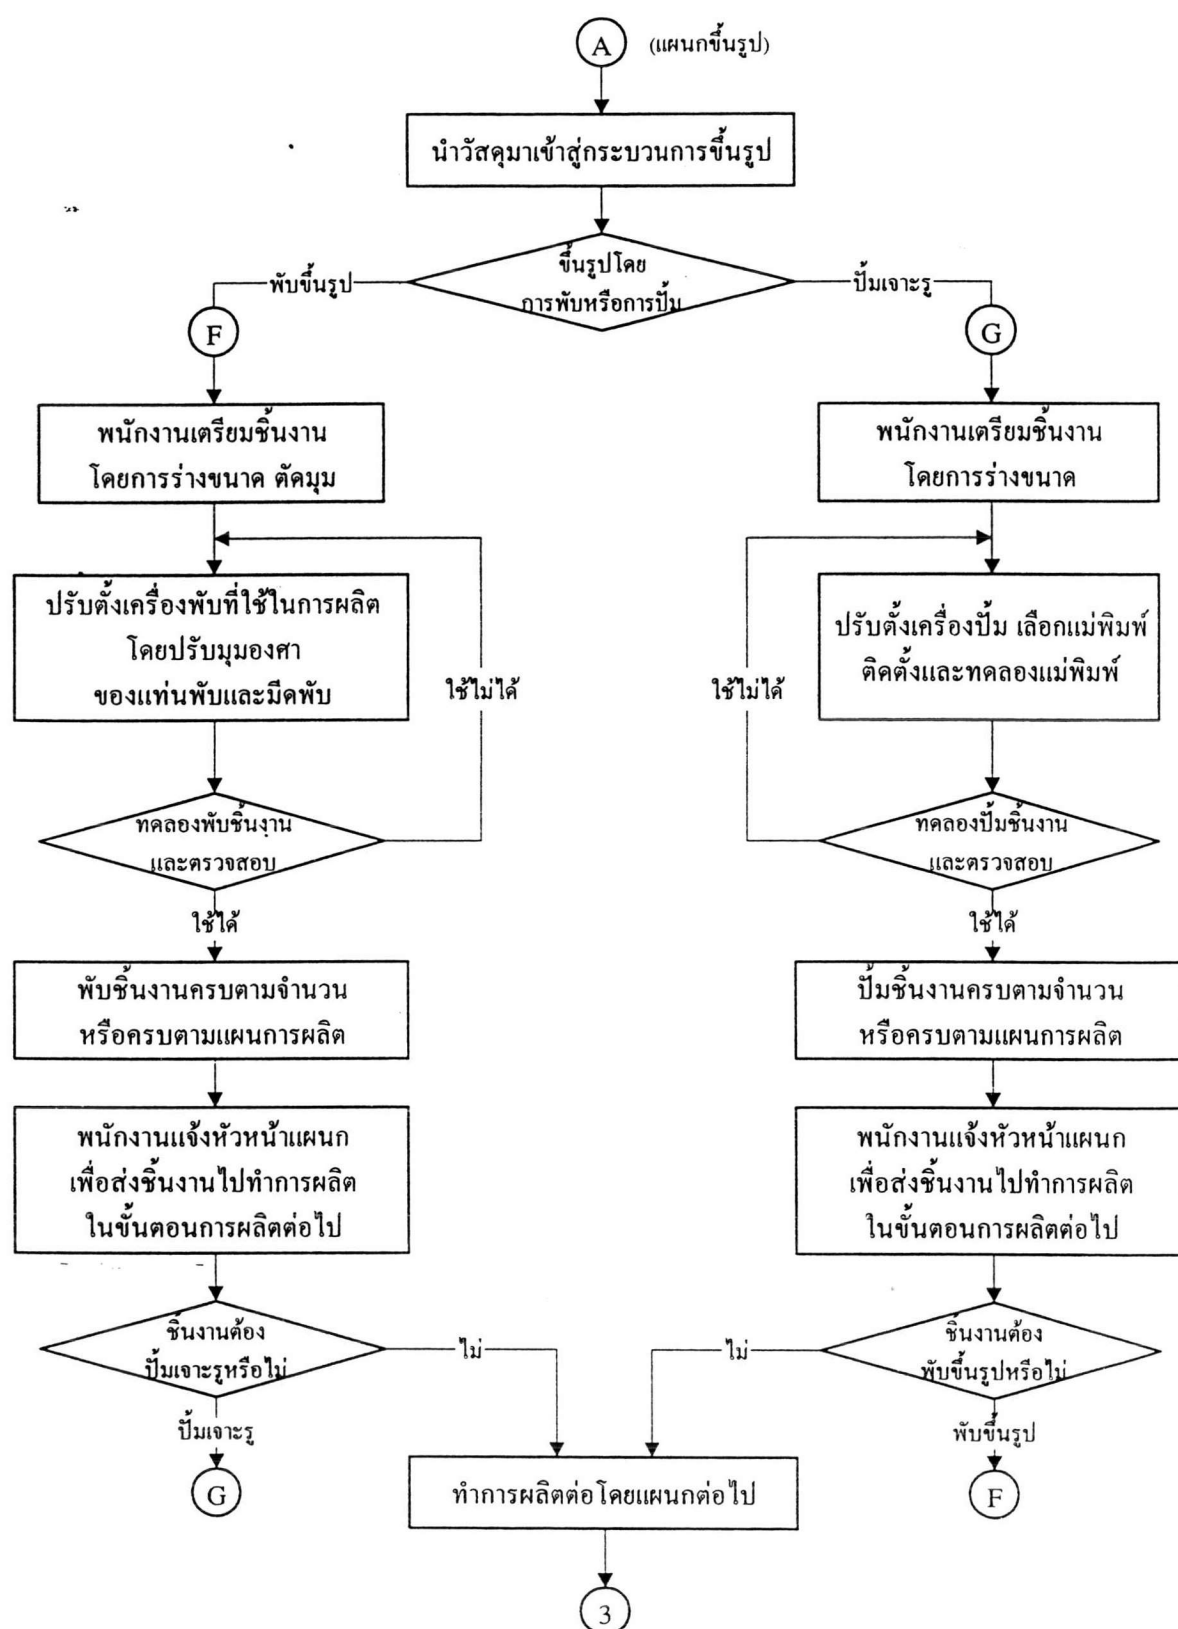 A (แผนกขึ้นรูป)
นำวัสดุมาเข้าสู่กระบวนการขึ้นรูป
ขึ้นรูปโดย
การพับหรือการปั้ม
พับขึ้นรูป
ปั้มเจาะรู
F
G
พนักงานเตรียมชิ้นงาน
โดยการร่างขนาด ตัดมุม
พนักงานเตรียมชิ้นงาน
โดยการร่างขนาด
ปรับตั้งเครื่องพับที่ใช้ในการผลิต
โดยปรับมุมองศา
ของแท่นพับและมีดพับ
ใช้ไม่ได้
ใช้ไม่ได้
ปรับตั้งเครื่องปั้ม เลือกแม่พิมพ์
ติดตั้งและทดลองแม่พิมพ์
ทดลองพับชิ้นงาน
และตรวจสอบ
ทดลองปั้มชิ้นงาน
และตรวจสอบ
ใช้ได้
ใช้ได้
พับชิ้นงานครบตามจำนวน
หรือครบตามแผนการผลิต
ปั้มชิ้นงานครบตามจำนวน
หรือครบตามแผนการผลิต
พนักงานแจ้งหัวหน้าแผนก
เพื่อส่งชิ้นงานไปทำการผลิต
ในขั้นตอนการผลิตต่อไป
พนักงานแจ้งหัวหน้าแผนก
เพื่อส่งชิ้นงานไปทำการผลิต
ในขั้นตอนการผลิตต่อไป
ชิ้นงานต้อง
ปั้มเจาะรูหรือไม่
ไม่
ไม่
ชิ้นงานต้อง
พับขึ้นรูปหรือไม่
ปั้มเจาะรู
พับขึ้นรูป
G
ทำการผลิตต่อโดยแผนกต่อไป
F
3